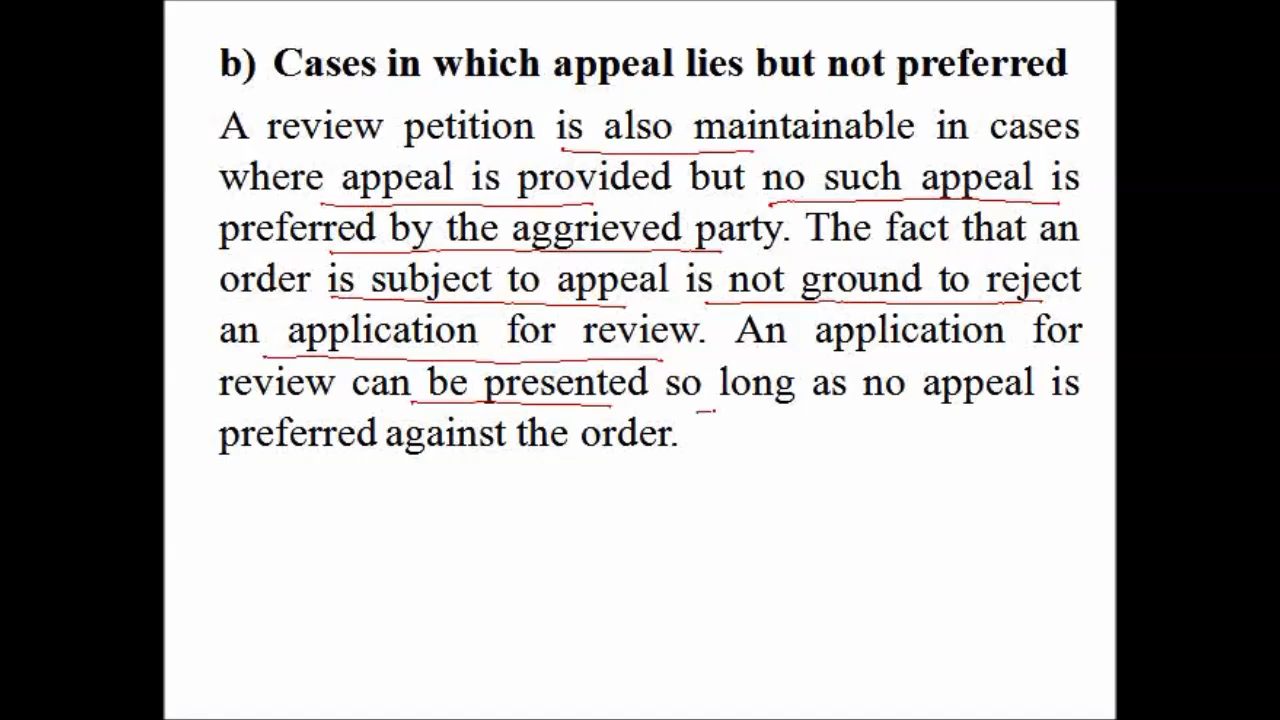 b) Cases in which appeal lies but not preferred
A review petition is also maintainable in cases
where appeal is provided but no such appeal is
preferred by the aggrieved party. The fact that an
order is subject to appeal is not ground to reject
an application for review. An application for
review can be presented so long as no appeal is
preferred against the order.